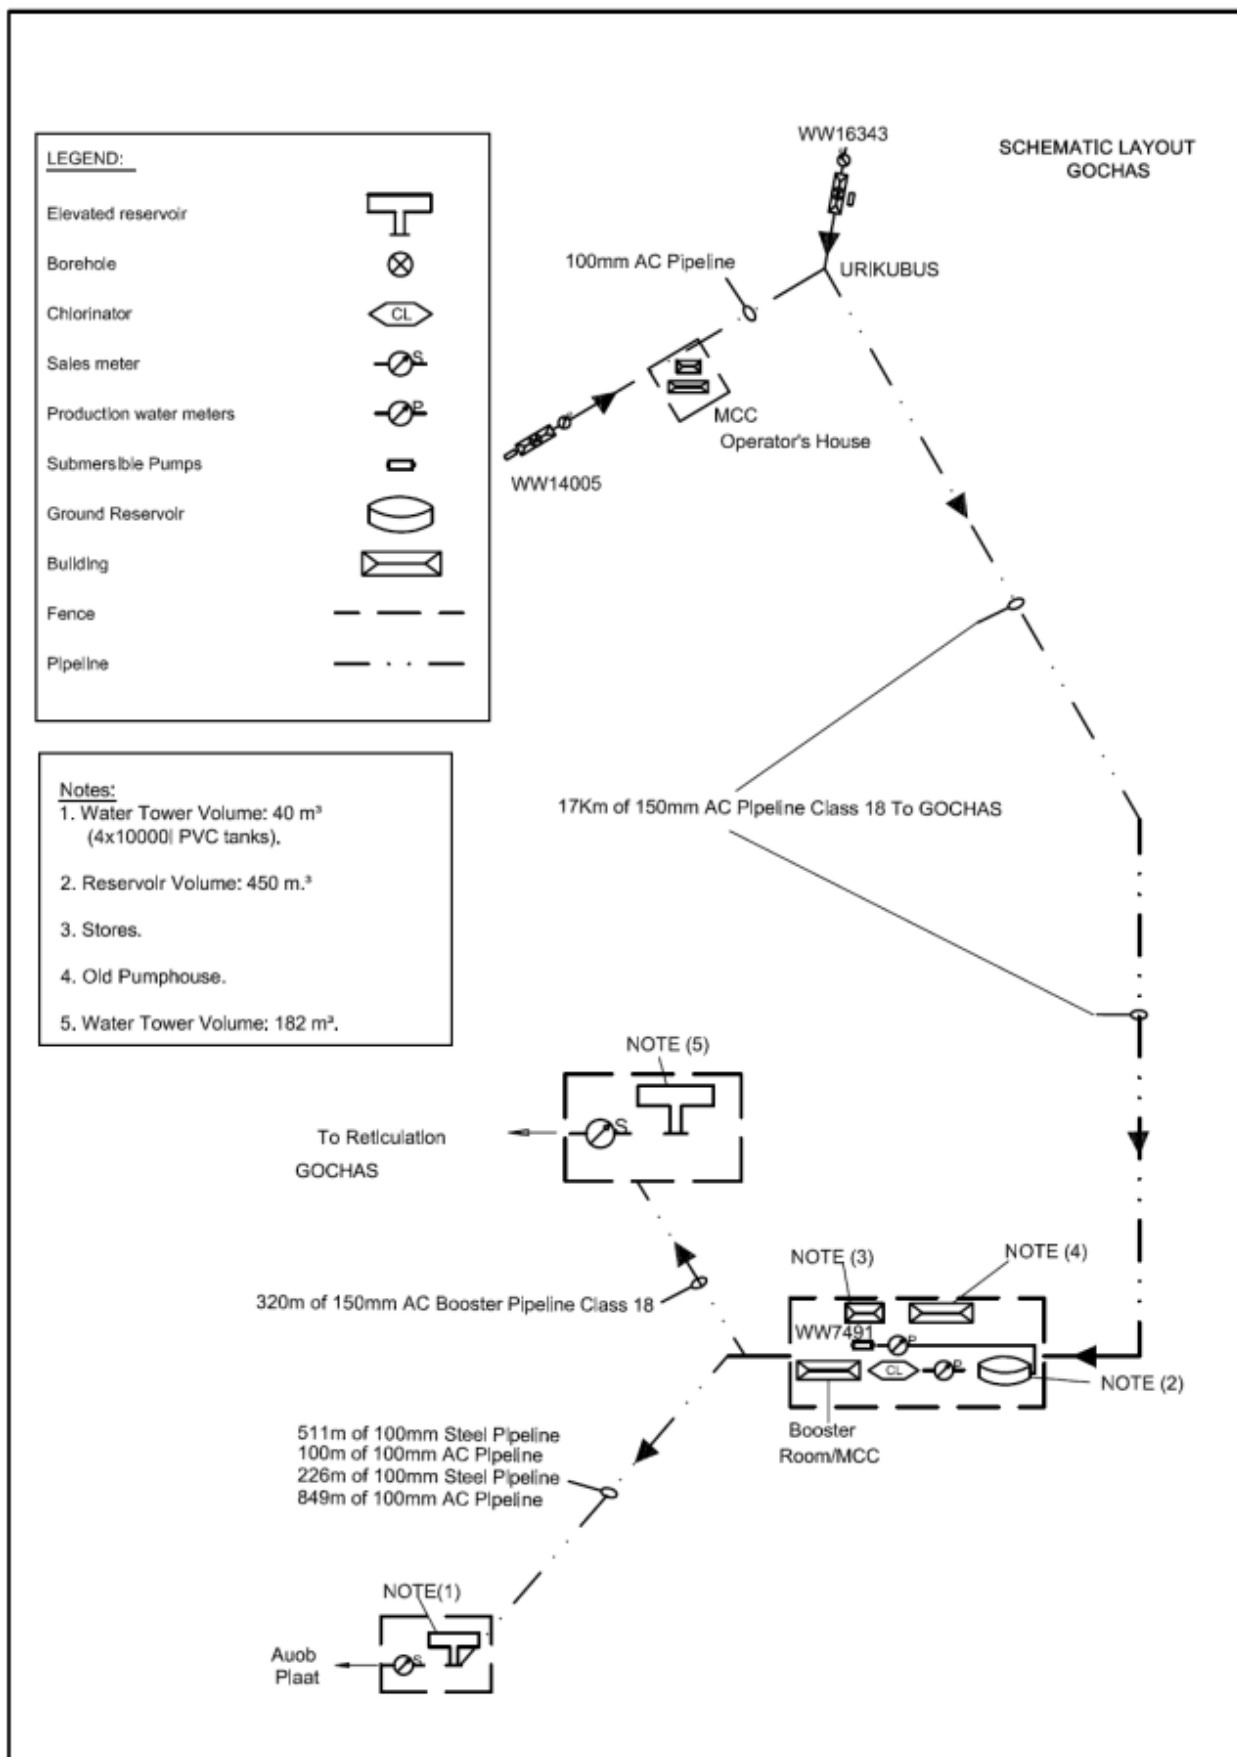 SCHEMATIC LAYOUT
GOCHAS
LEGEND:
Elevated reservoir
Borehole
Chlorinator
CL
Sales meter
S
Production water meters
P
Submersible Pumps
Ground Reservoir
Building
Fence
Pipeline
Notes:
1. Water Tower Volume: 40 m³
(4x10000l PVC tanks).
2. Reservoir Volume: 450 m.³
3. Stores.
4. Old Pumphouse.
5. Water Tower Volume: 182 m³.
WW16343
100mm AC Pipeline
URIKUBUS
MCC
Operator's House
WW14005
17Km of 150mm AC Pipeline Class 18 To GOCHAS
NOTE (5)
S
To Reticulation
GOCHAS
NOTE (3)
NOTE (4)
320m of 150mm AC Booster Pipeline Class 18
WW7491
P
CL
P
NOTE (2)
Booster
Room/MCC
511m of 100mm Steel Pipeline
100m of 100mm AC Pipeline
226m of 100mm Steel Pipeline
849m of 100mm AC Pipeline
NOTE(1)
S
Auob
Plaat